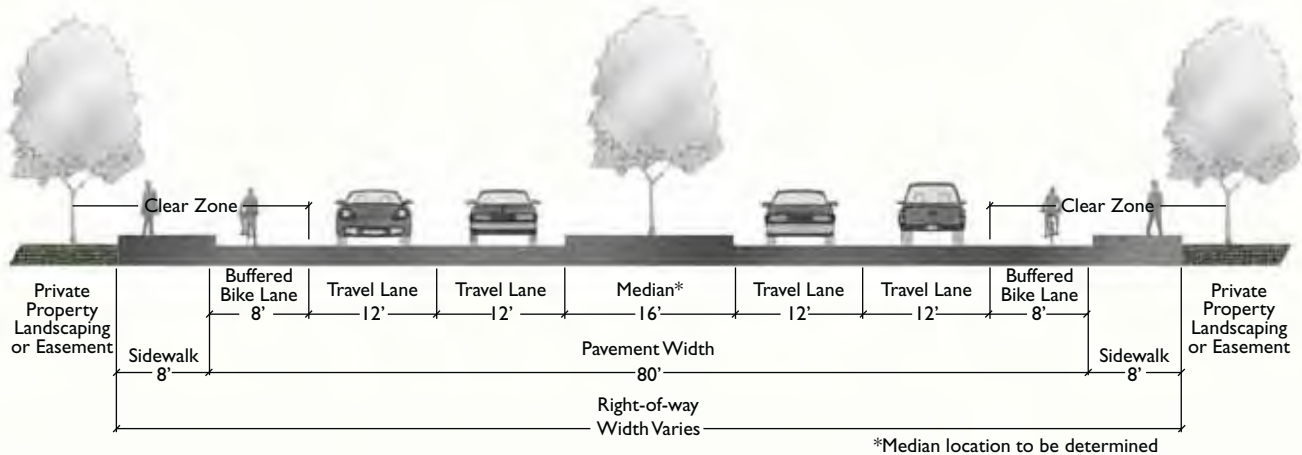 Clear Zone
Clear Zone
Private
Property
Landscaping
or Easement
Buffered
Bike Lane
8’
Travel Lane
12’
Travel Lane
12’
Median*
16’
Travel Lane
12’
Travel Lane
12’
Buffered
Bike Lane
8’
Private
Property
Landscaping
or Easement
Sidewalk
8’
Pavement Width
80’
Sidewalk
8’
Right-of-way
Width Varies
*Median location to be determined